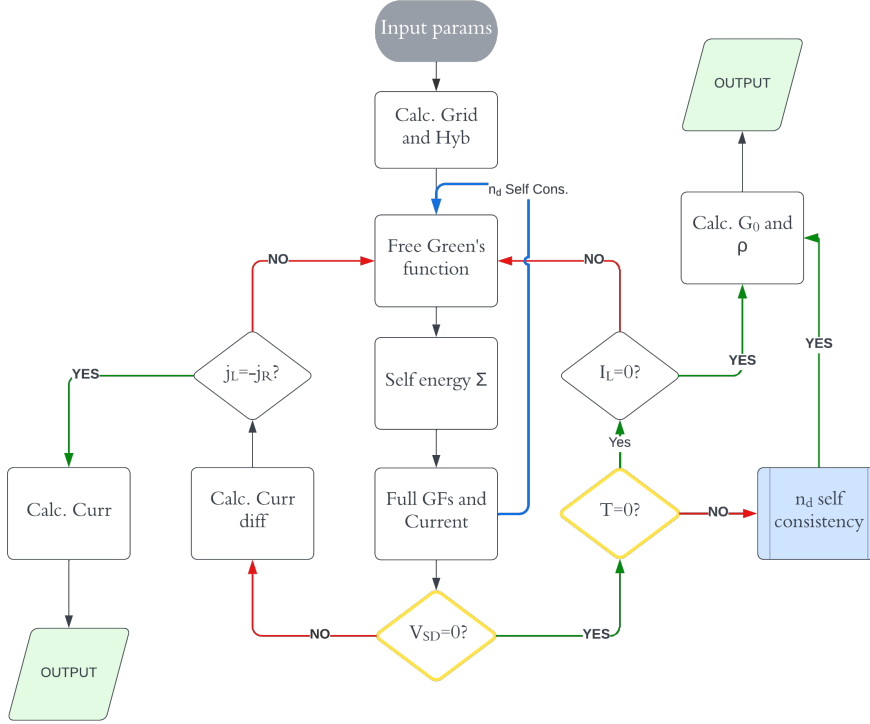 Input params
OUTPUT
Calc. Grid
and Hyb
n_d Self Cons.
Calc. G₀ and
ρ
Free Green's
function
NO
NO
YES
j_L=-j_R?
YES
Self energy Σ
I_L=0?
YES
Yes
Calc. Curr
Calc. Curr
diff
Full GFs and
Current
T=0?
NO
n_d self
consistency
NO
V_SD=0?
YES
OUTPUT